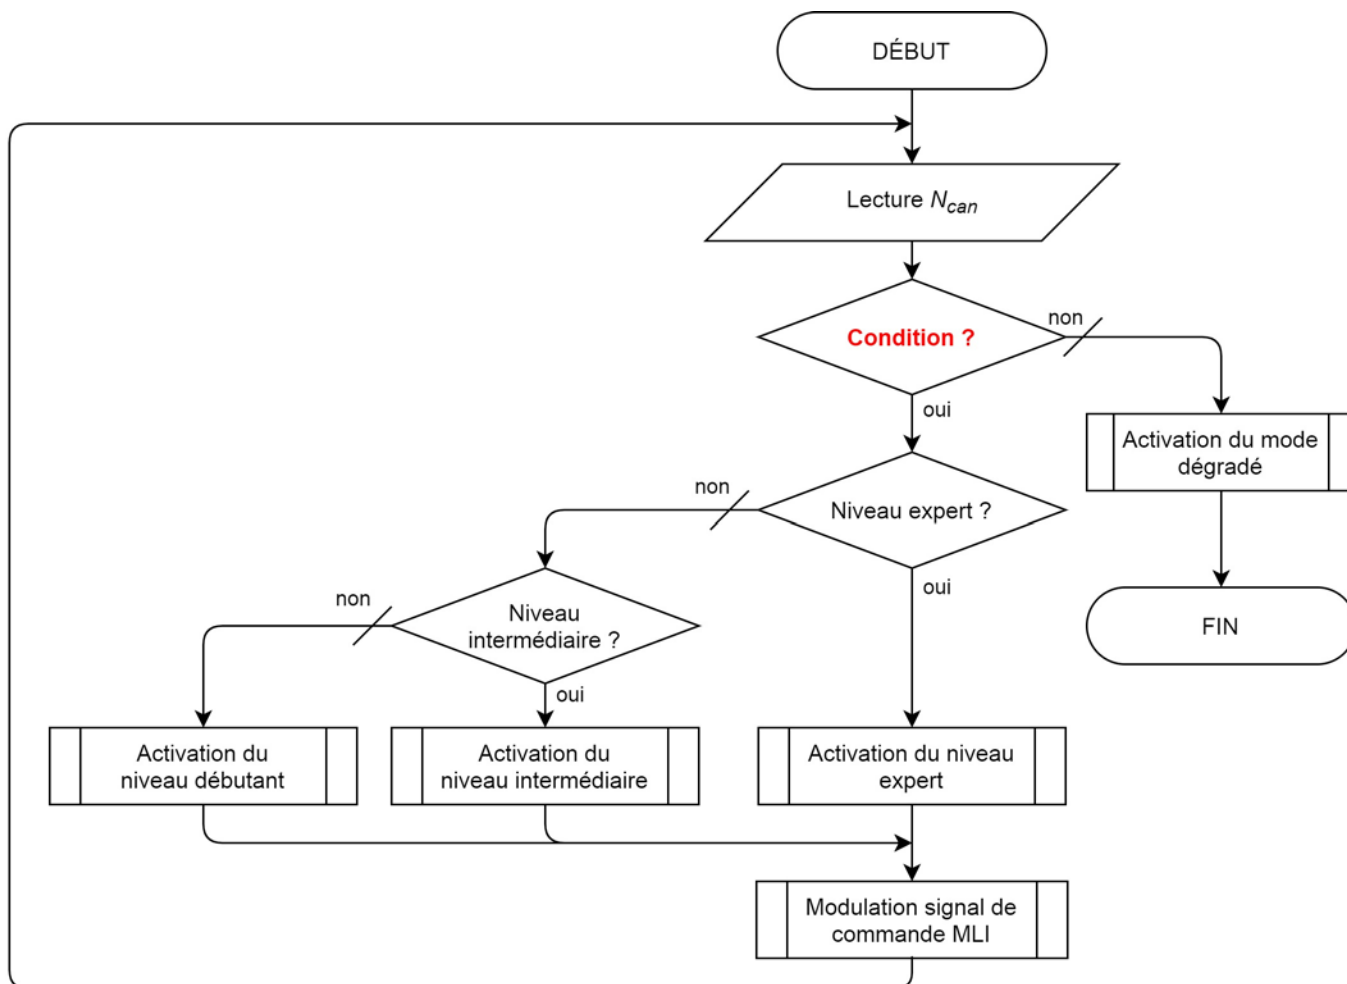 DÉBUT
Lecture Ncan
Condition ?
non
oui
Activation du mode
dégradé
non
Niveau expert ?
oui
non
Niveau
intermédiaire ?
FIN
oui
Activation du
niveau débutant
Activation du
niveau intermédiaire
Activation du niveau
expert
Modulation signal de
commande MLI